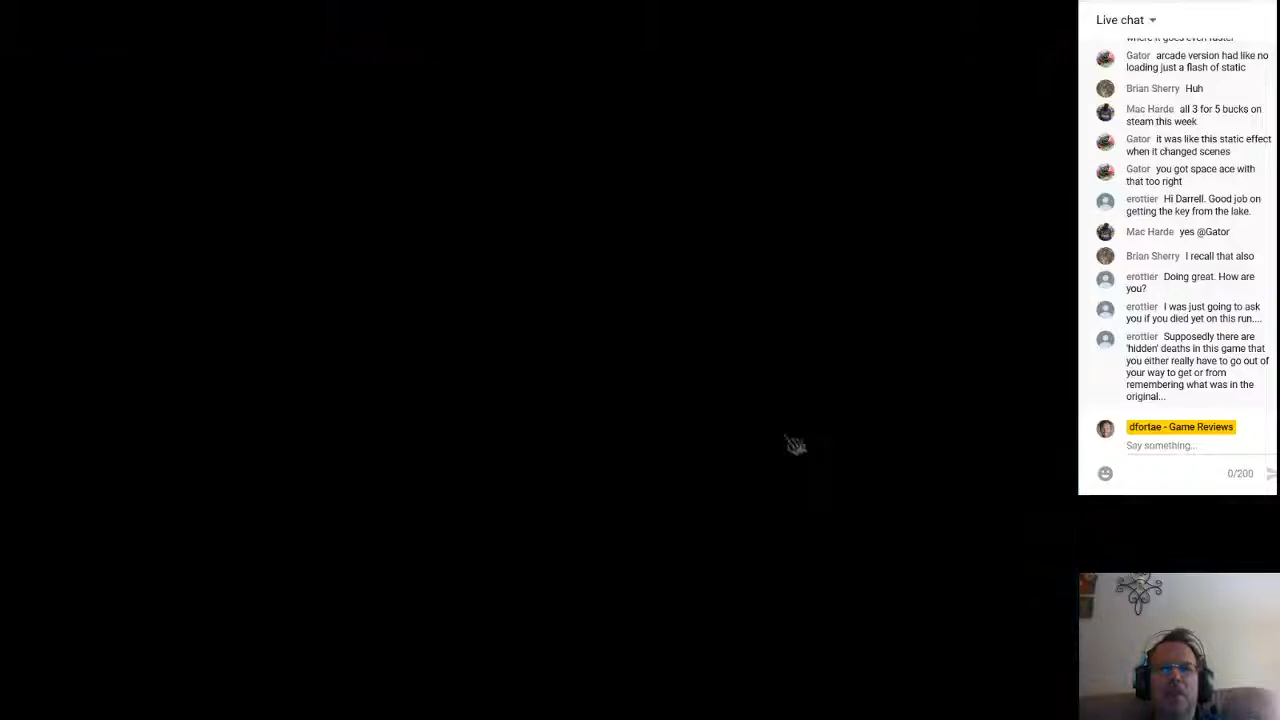 Live chat
where it goes even faster
Gator arcade version had like no
loading just a flash of static
Brian Sherry Huh
Mac Harde all 3 for 5 bucks on
steam this week
Gator it was like this static effect
when it changed scenes
Gator you got space ace with
that too right
erottier Hi Darrell. Good job on
getting the key from the lake.
Mac Harde yes @Gator
Brian Sherry I recall that also
erottier Doing great. How are
you?
erottier I was just going to ask
you if you died yet on this run....
erottier Supposedly there are
'hidden' deaths in this game that
you either really have to go out of
your way to get or from
remembering what was in the
original...
dfortae - Game Reviews
Say something...
0/200